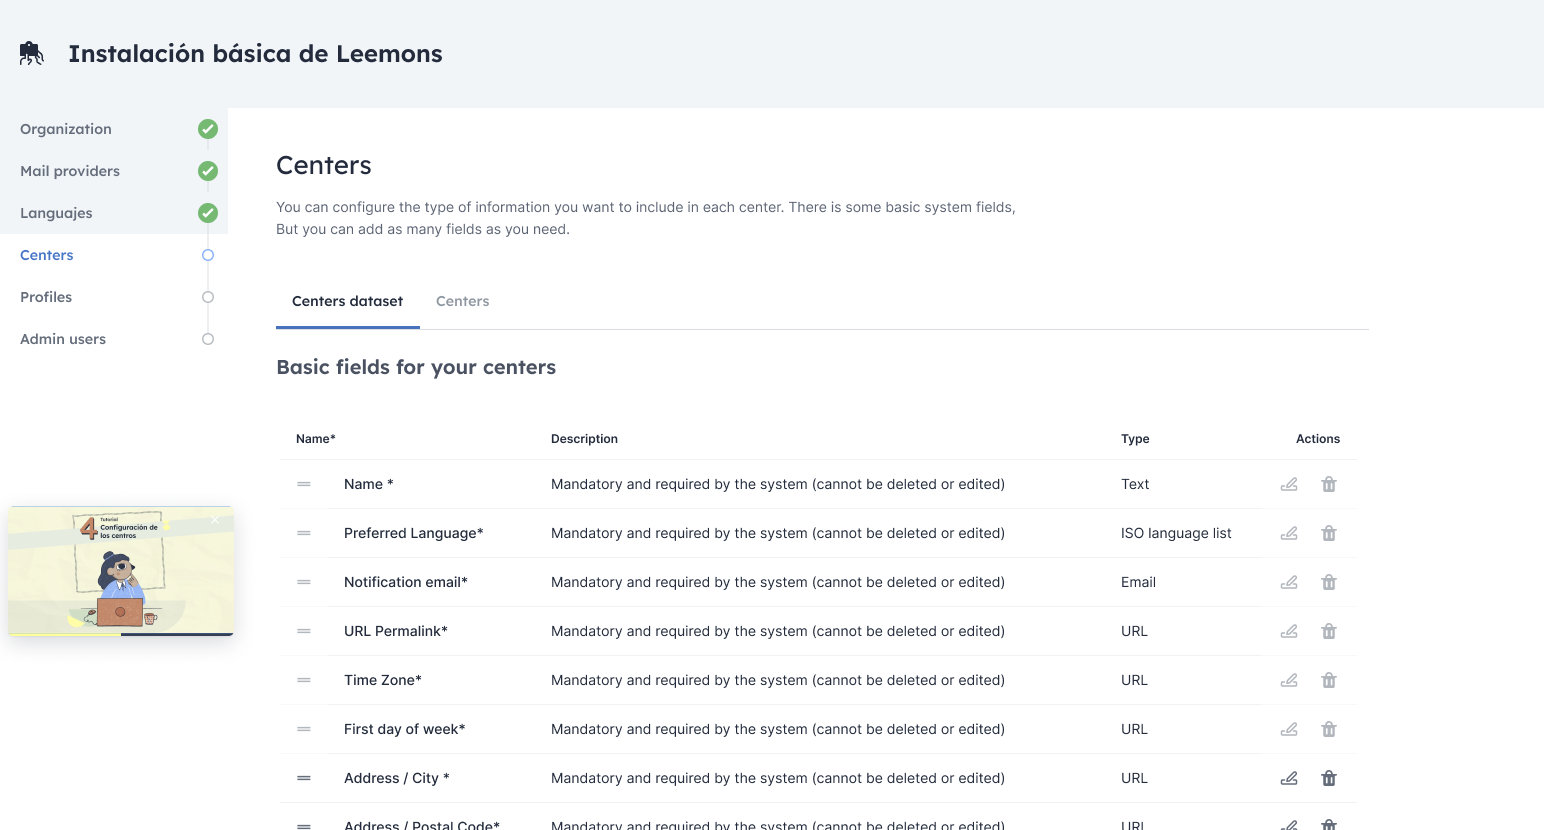 Instalación básica de Leemons
Organization
Mail providers
Languajes
Centers
Profiles
Admin users
4
Tutorial
Configuración de
los centros
Centers
You can configure the type of information you want to include in each center. There is some basic system fields,
But you can add as many fields as you need.
Centers dataset Centers
Basic fields for your centers
Name* Description Type Actions
Name * Mandatory and required by the system (cannot be deleted or edited) Text
Preferred Language* Mandatory and required by the system (cannot be deleted or edited) ISO language list
Notification email* Mandatory and required by the system (cannot be deleted or edited) Email
URL Permalink* Mandatory and required by the system (cannot be deleted or edited) URL
Time Zone* Mandatory and required by the system (cannot be deleted or edited) URL
First day of week* Mandatory and required by the system (cannot be deleted or edited) URL
Address / City * Mandatory and required by the system (cannot be deleted or edited) URL
Address / Postal Code* Mandatory and required by the system (cannot be deleted or edited) URL